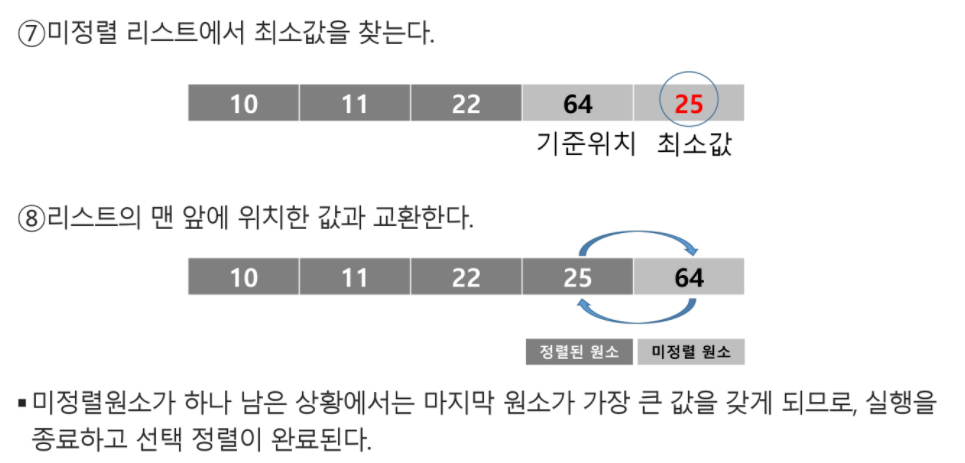 ⑦미정렬 리스트에서 최소값을 찾는다.
10 11 22 64 25
기준위치 최소값
⑧리스트의 맨 앞에 위치한 값과 교환한다.
10 11 22 25 64
정렬된 원소 미정렬 원소
▪ 미정렬원소가 하나 남은 상황에서는 마지막 원소가 가장 큰 값을 갖게 되므로, 실행을
종료하고 선택 정렬이 완료된다.